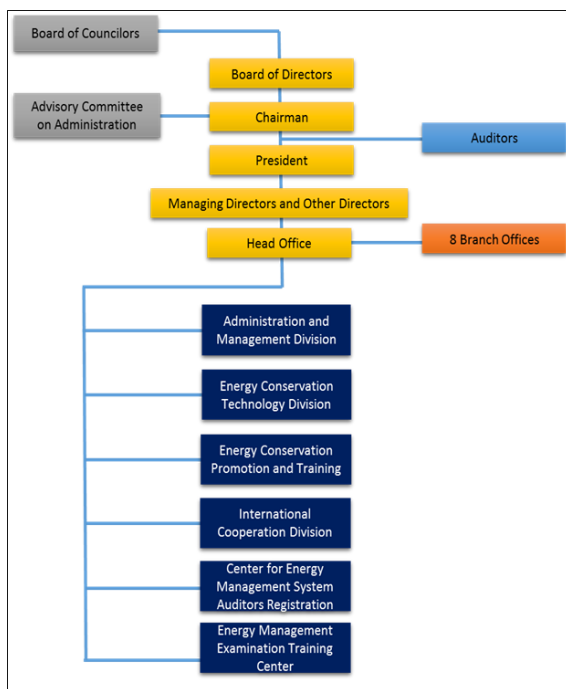 Board of Councilors
Board of Directors
Advisory Committee
on Administration
Chairman
Auditors
President
Managing Directors and Other Directors
Head Office
8 Branch Offices
Administration and
Management Division
Energy Conservation
Technology Division
Energy Conservation
Promotion and Training
International
Cooperation Division
Center for Energy
Management System
Auditors Registration
Energy Management
Examination Training
Center